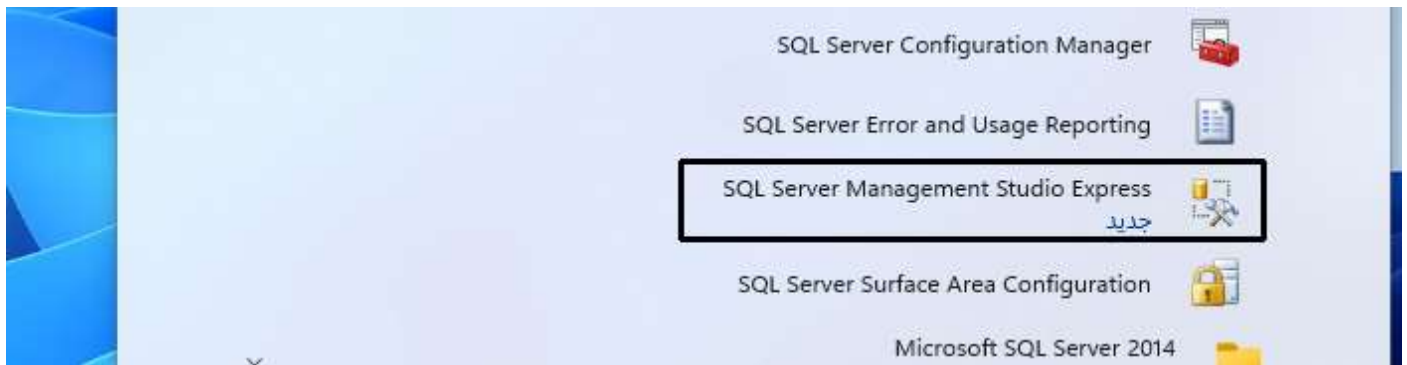 SQL Server Configuration Manager
SQL Server Error and Usage Reporting
SQL Server Management Studio Express
جديد
SQL Server Surface Area Configuration
Microsoft SQL Server 2014